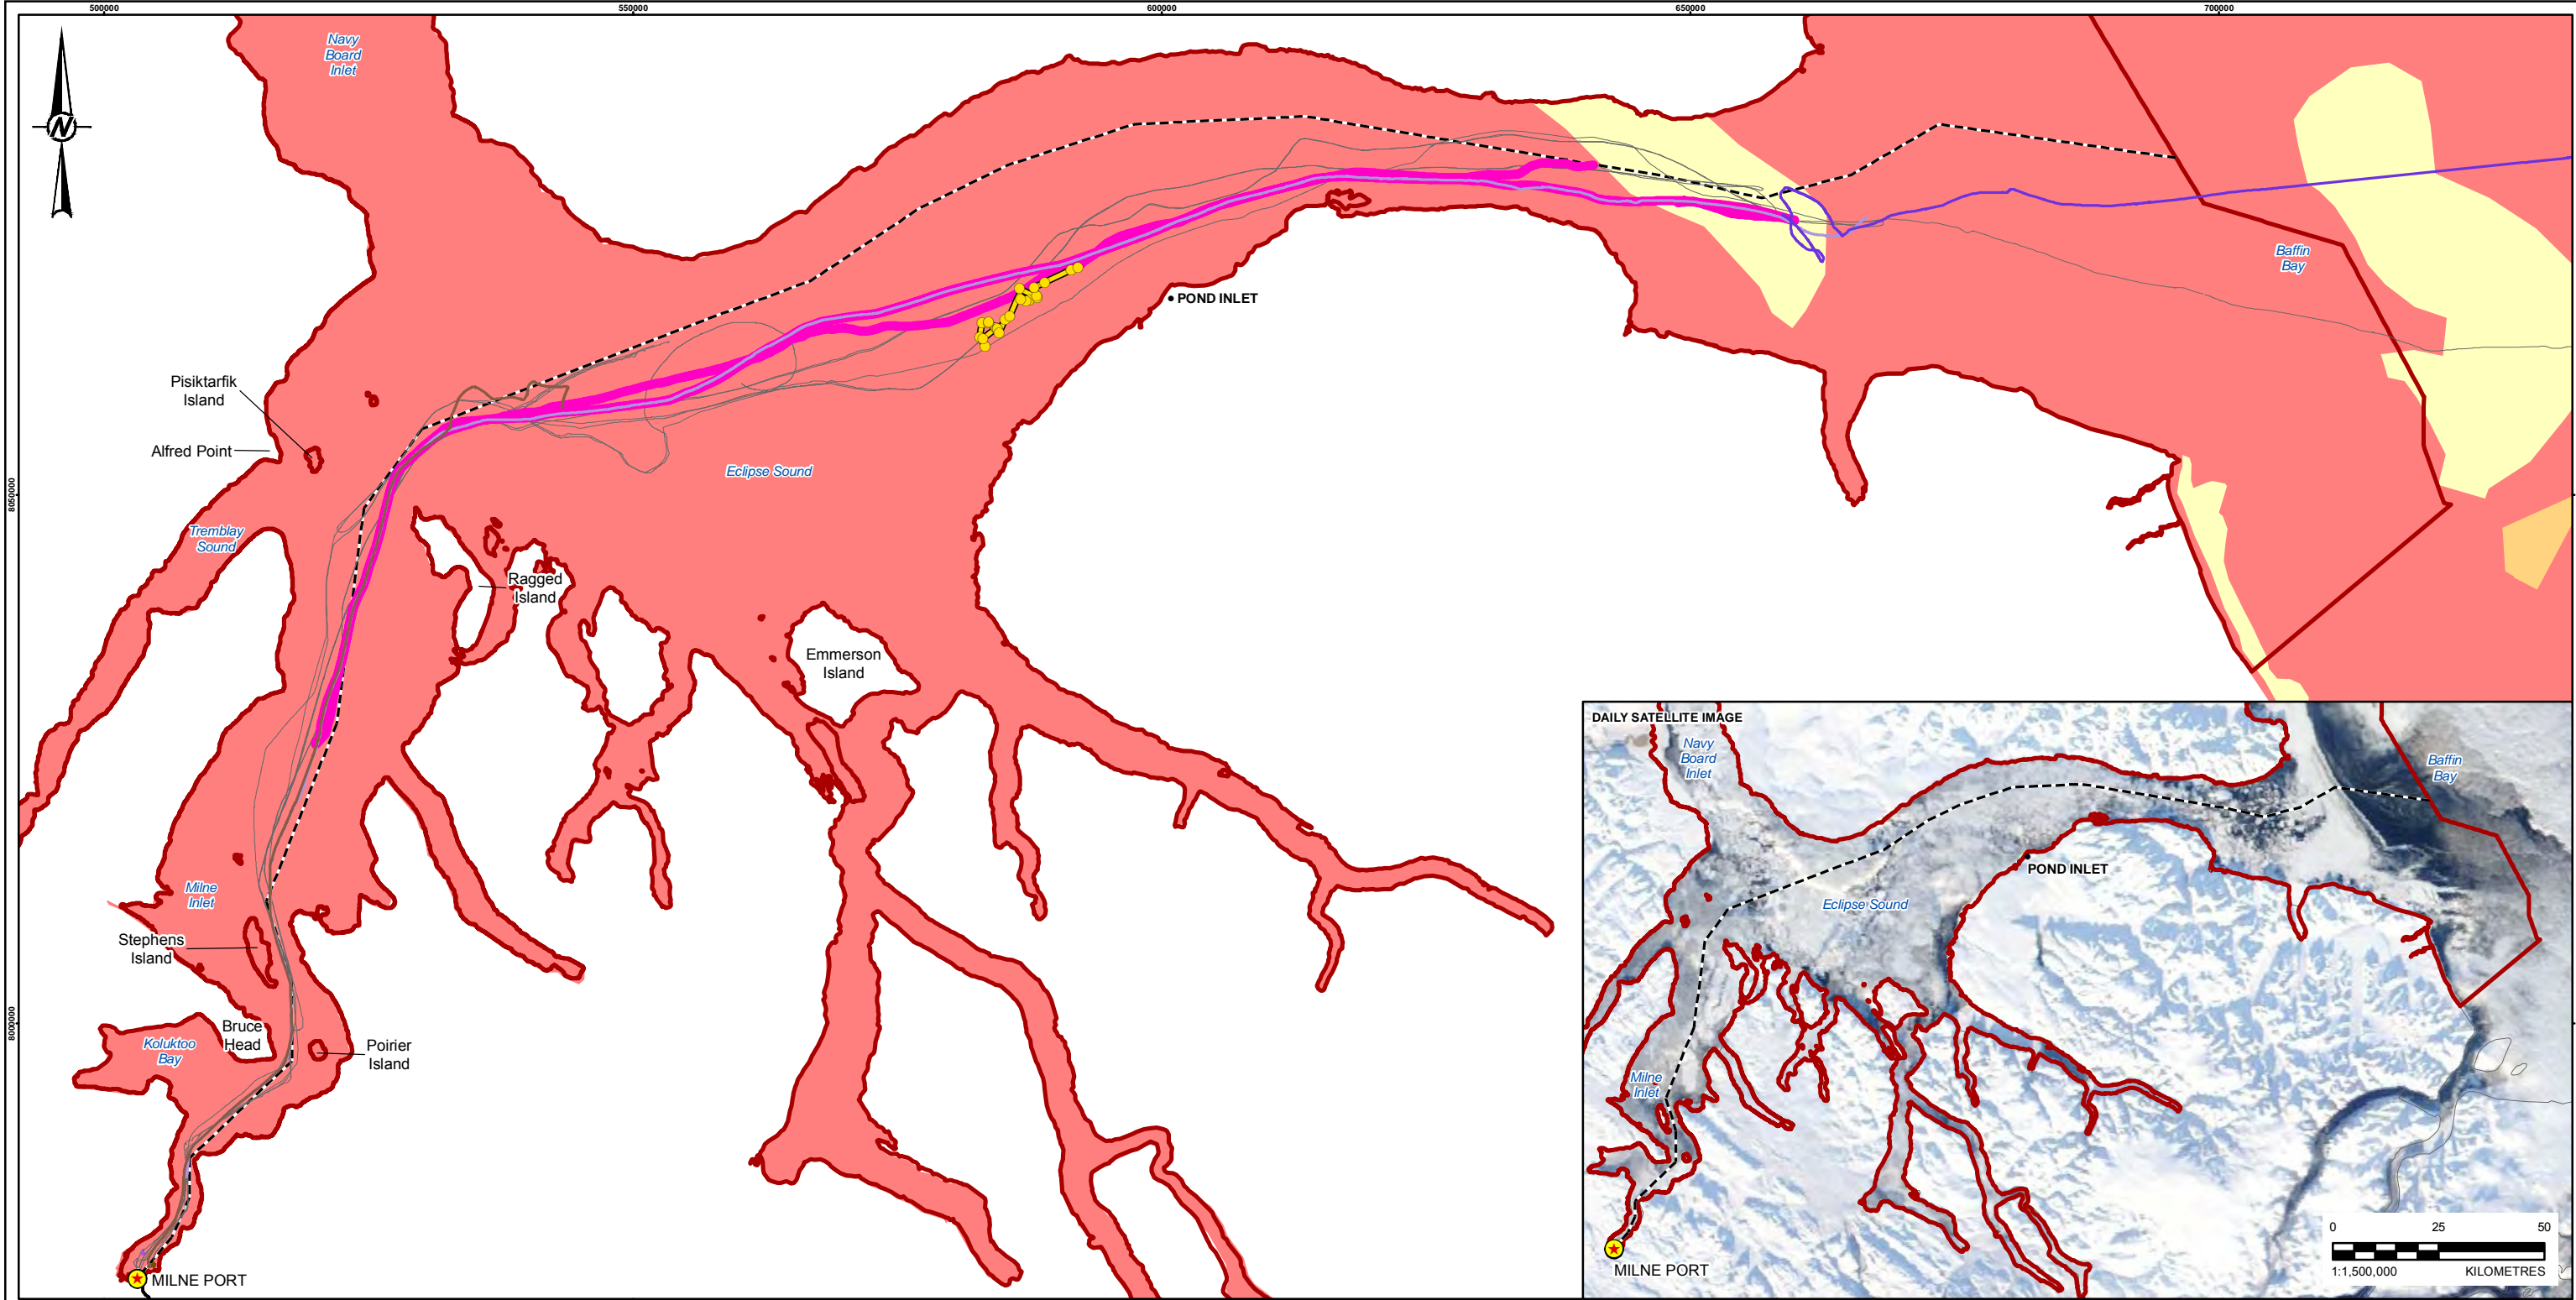 500000
550000
600000
650000
700000
N
Navy
Board
Inlet
Baffin
Bay
POND INLET
Pisiktarfik
Island
Alfred Point
8050000
Eclipse Sound
Tremblay
Sound
Ragged
Island
Emmerson
Island
Milne
Inlet
Stephens
Island
8000000
Bruce
Head
Koluktoo
Bay
Poirier
Island
MILNE PORT
DAILY SATELLITE IMAGE
Navy
Board
Inlet
Baffin
Bay
POND INLET
Eclipse Sound
Milne
Inlet
MILNE PORT
0 25 50
1:1,500,000 KILOMETRES